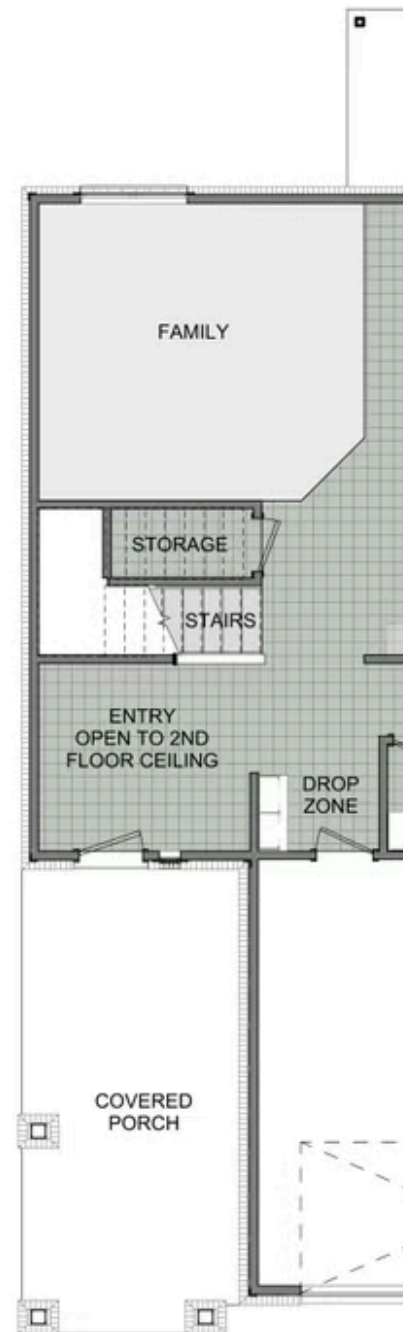 FAMILY
STORAGE
STAIRS
ENTRY
OPEN TO 2ND
FLOOR CEILING
DROP
ZONE
COVERED
PORCH